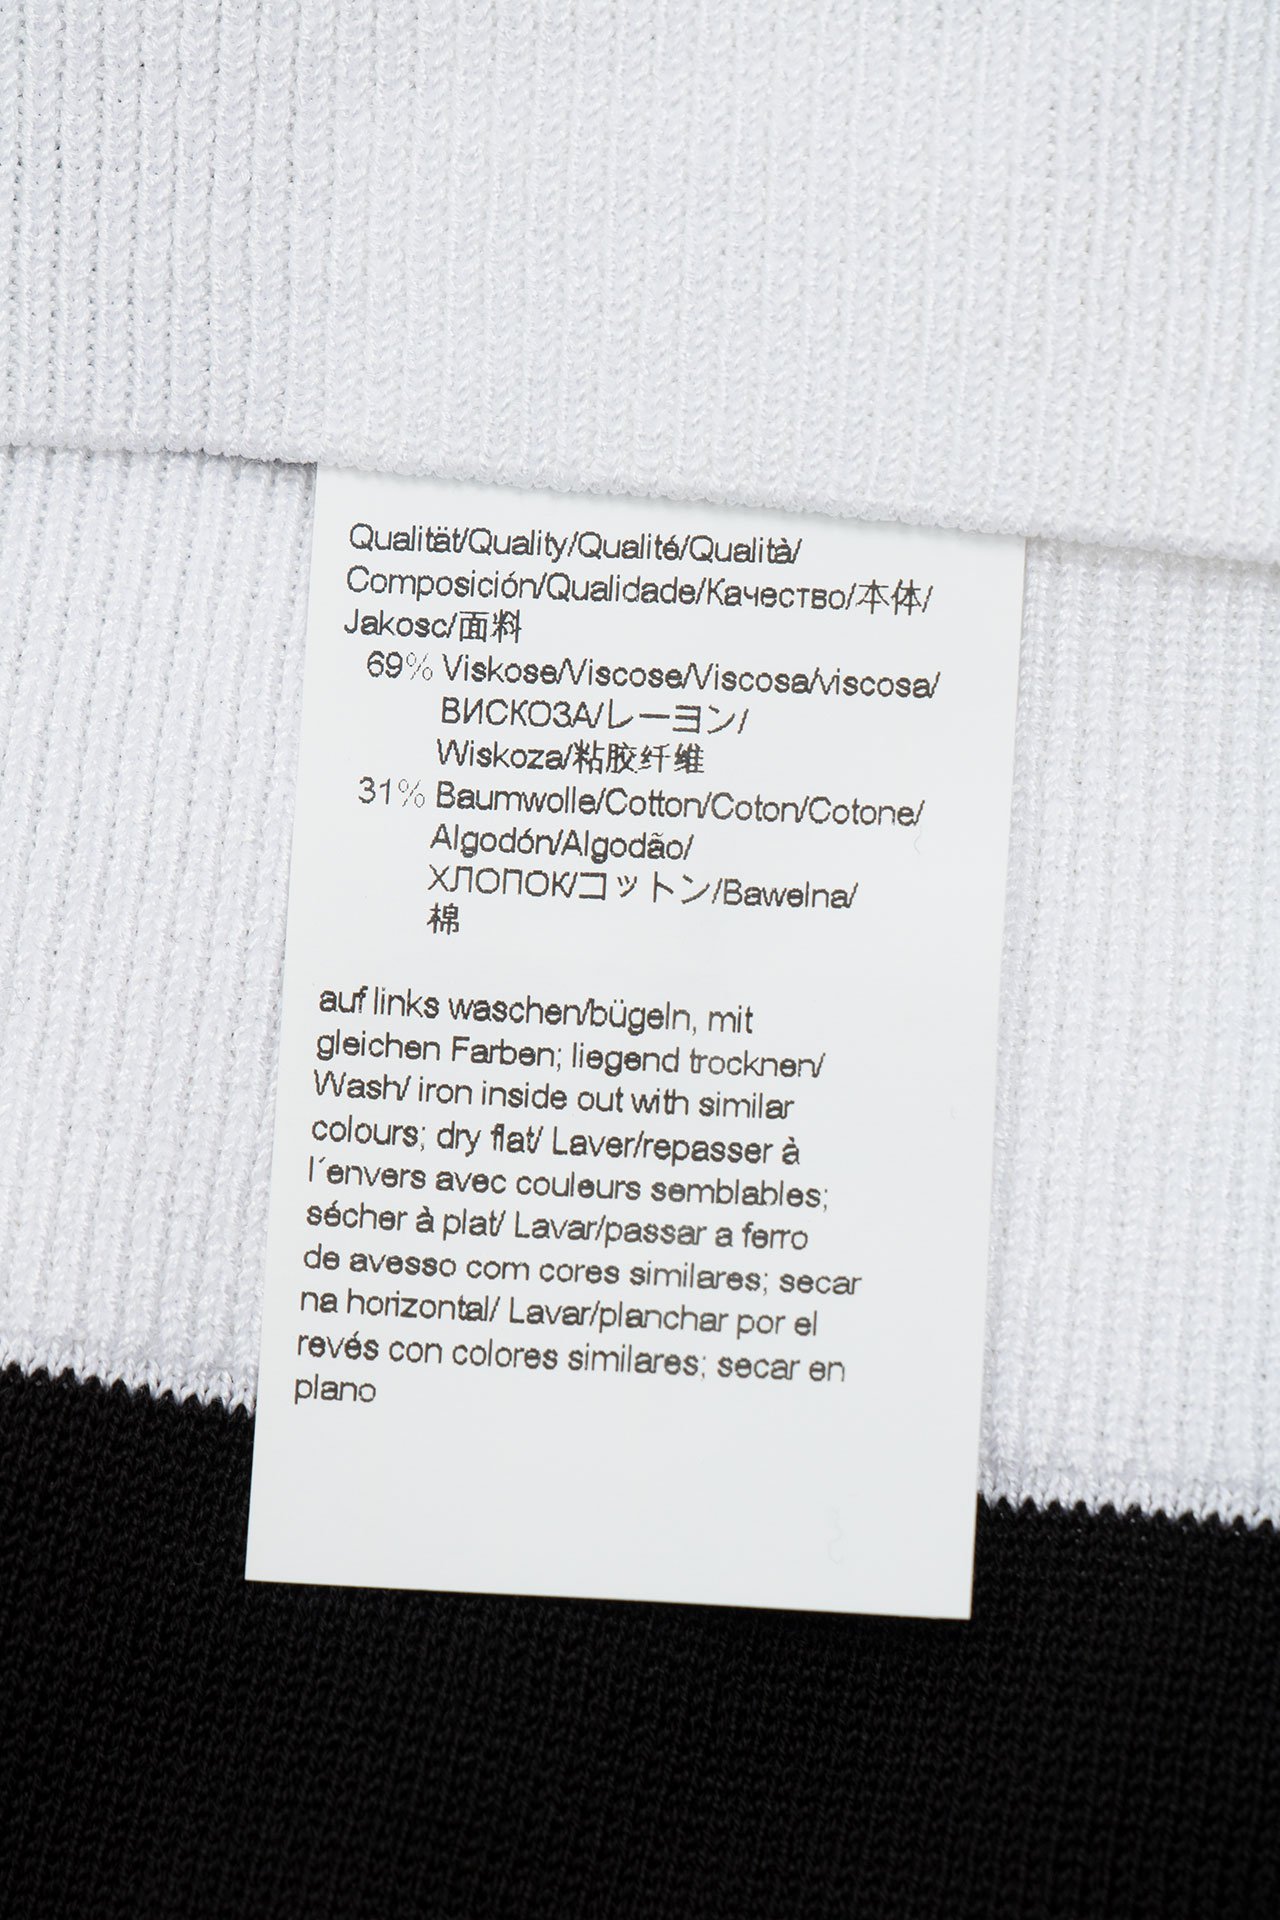 Qualität/Quality/Qualité/Qualità/
Composición/Qualidade/Качество/本体/
Jakosc/面料
69% Viskose/Viscose/Viscosa/viscosa/
ВИСКОЗА/レーヨン/
Wiskoza/粘胶纤维
31% Baumwolle/Cotton/Coton/Cotone/
Algodón/Algodão/
ХЛОПОК/コットン/Bawelna/
棉
auf links waschen/bügeln, mit
gleichen Farben; liegend trocknen/
Wash/ iron inside out with similar
colours; dry flat/ Laver/repasser à
l´envers avec couleurs semblables;
sécher à plat/ Lavar/passar a ferro
de avesso com cores similares; secar
na horizontal/ Lavar/planchar por el
revés con colores similares; secar en
plano